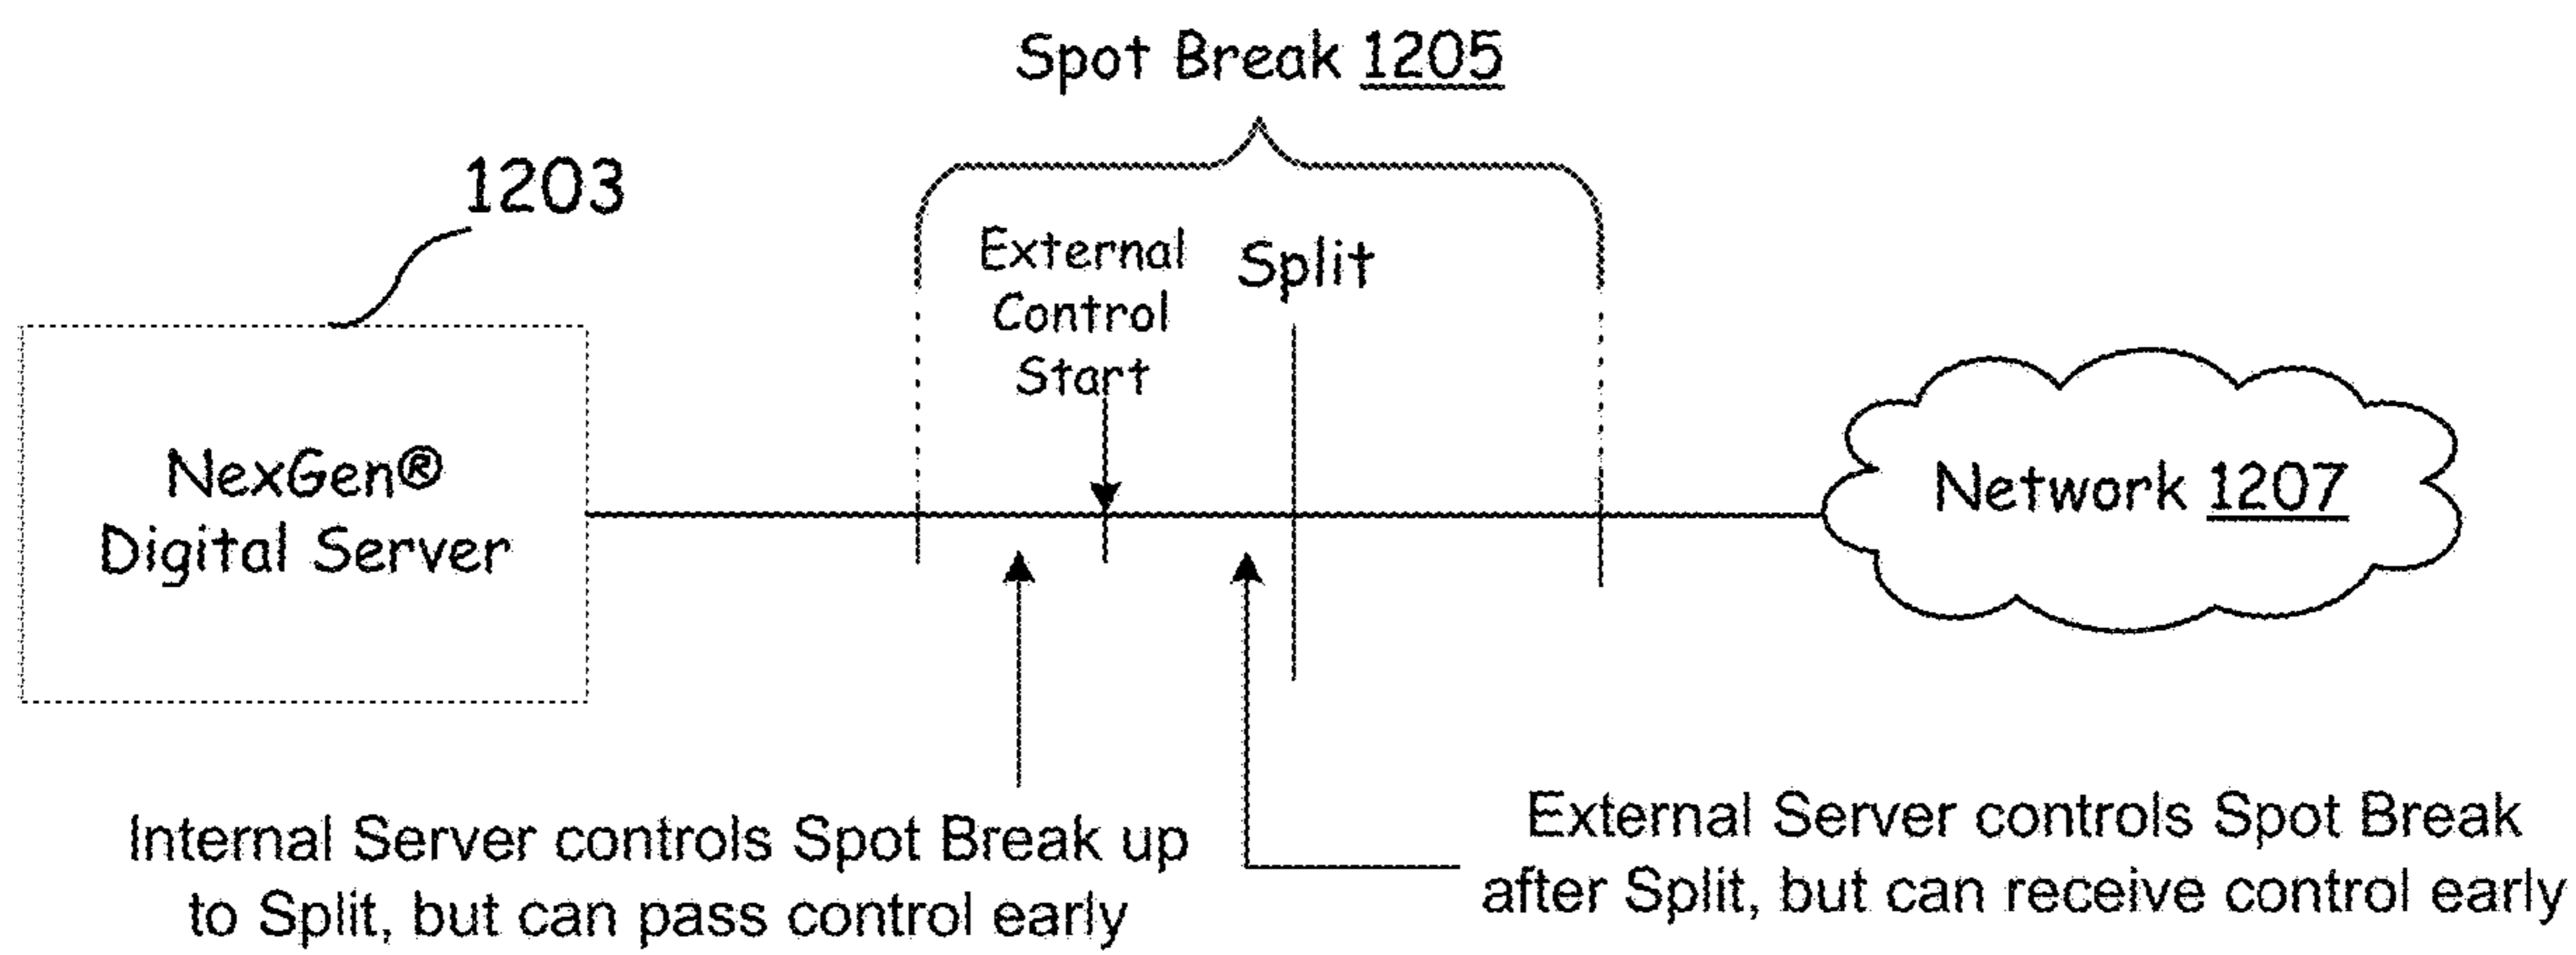 Spot Break 1205
1203
External
Control
Start
Split
NexGen®
Digital Server
Network 1207
Internal Server controls Spot Break up
to Split, but can pass control early
External Server controls Spot Break
after Split, but can receive control early